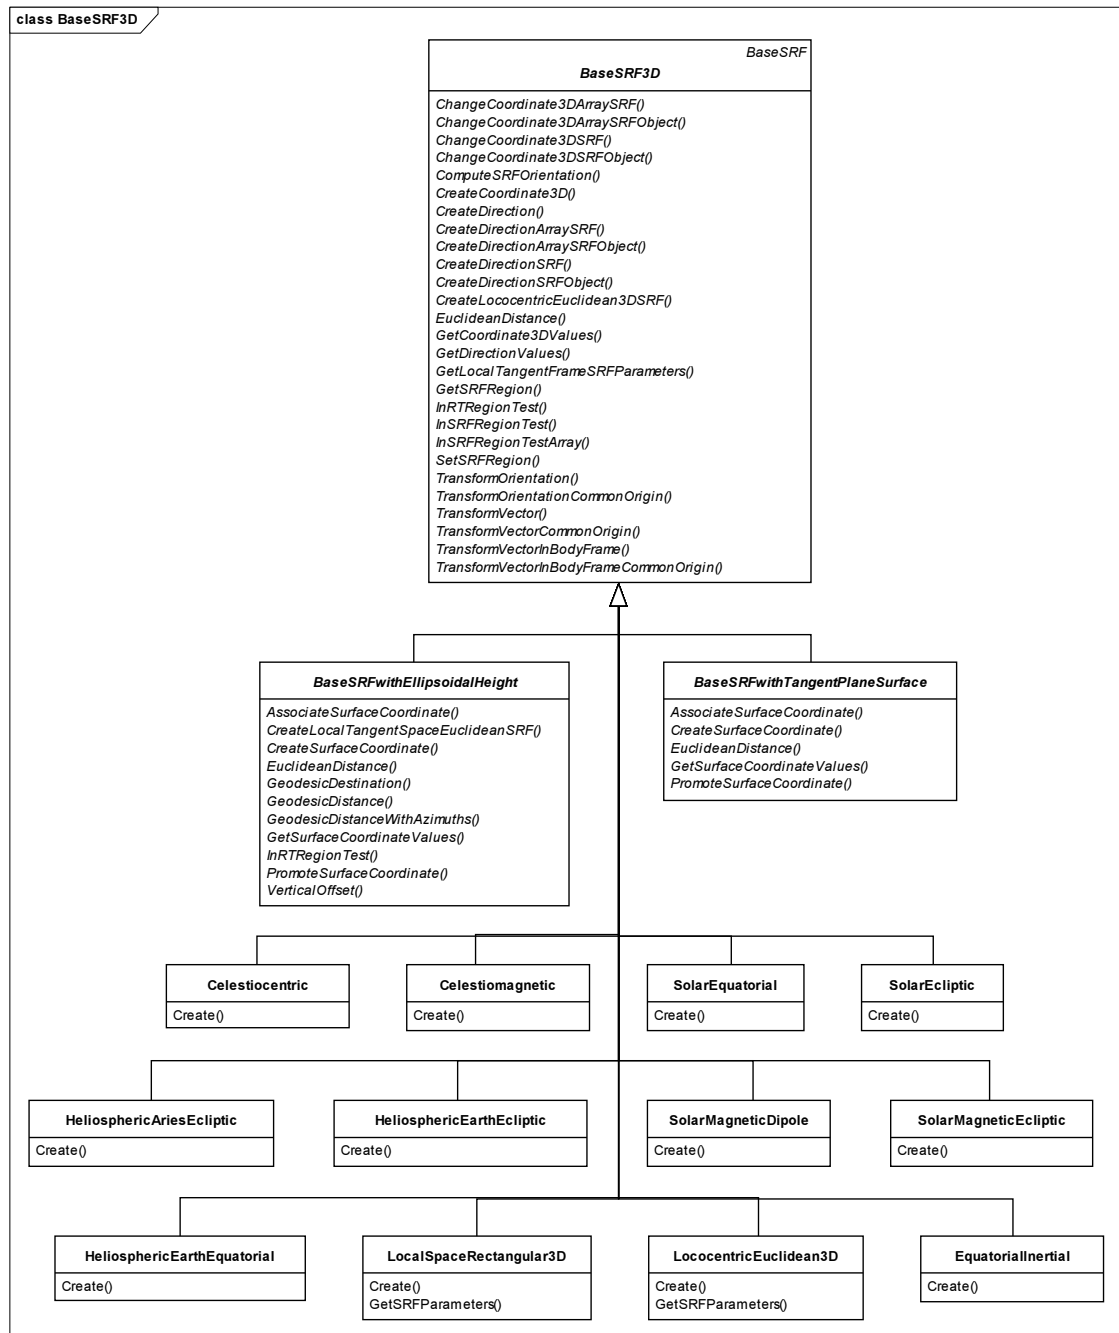 class BaseSRF3D
BaseSRF
BaseSRF3D
ChangeCoordinate3DArraySRF()
ChangeCoordinate3DArraySRFObject()
ChangeCoordinate3DSRF()
ChangeCoordinate3DSRFObject()
ComputeSRFOrientation()
CreateCoordinate3D()
CreateDirection()
CreateDirectionArraySRF()
CreateDirectionArraySRFObject()
CreateDirectionSRF()
CreateDirectionSRFObject()
CreateLococentricEuclidean3DSRF()
EuclideanDistance()
GetCoordinate3DValues()
GetDirectionValues()
GetLocalTangentFrameSRFParameters()
GetSRFRegion()
InRTRegionTest()
InSRFRegionTest()
InSRFRegionTestArray()
SetSRFRegion()
TransformOrientation()
TransformOrientationCommonOrigin()
TransformVector()
TransformVectorCommonOrigin()
TransformVectorInBodyFrame()
TransformVectorInBodyFrameCommonOrigin()
BaseSRFwithEllipsoidalHeight
AssociateSurfaceCoordinate()
CreateLocalTangentSpaceEuclideanSRF()
CreateSurfaceCoordinate()
EuclideanDistance()
GeodesicDestination()
GeodesicDistance()
GeodesicDistanceWithAzimuths()
GetSurfaceCoordinateValues()
InRTRegionTest()
PromoteSurfaceCoordinate()
VerticalOffset()
BaseSRFwithTangentPlaneSurface
AssociateSurfaceCoordinate()
CreateSurfaceCoordinate()
EuclideanDistance()
GetSurfaceCoordinateValues()
PromoteSurfaceCoordinate()
Celestiocentric
Create()
Celestiomagnetic
Create()
SolarEquatorial
Create()
SolarEcliptic
Create()
HeliosphericAriesEcliptic
Create()
HeliosphericEarthEcliptic
Create()
SolarMagneticDipole
Create()
SolarMagneticEcliptic
Create()
HeliosphericEarthEquatorial
Create()
LocalSpaceRectangular3D
Create()
GetSRFParameters()
LococentricEuclidean3D
Create()
GetSRFParameters()
EquatorialInertial
Create()